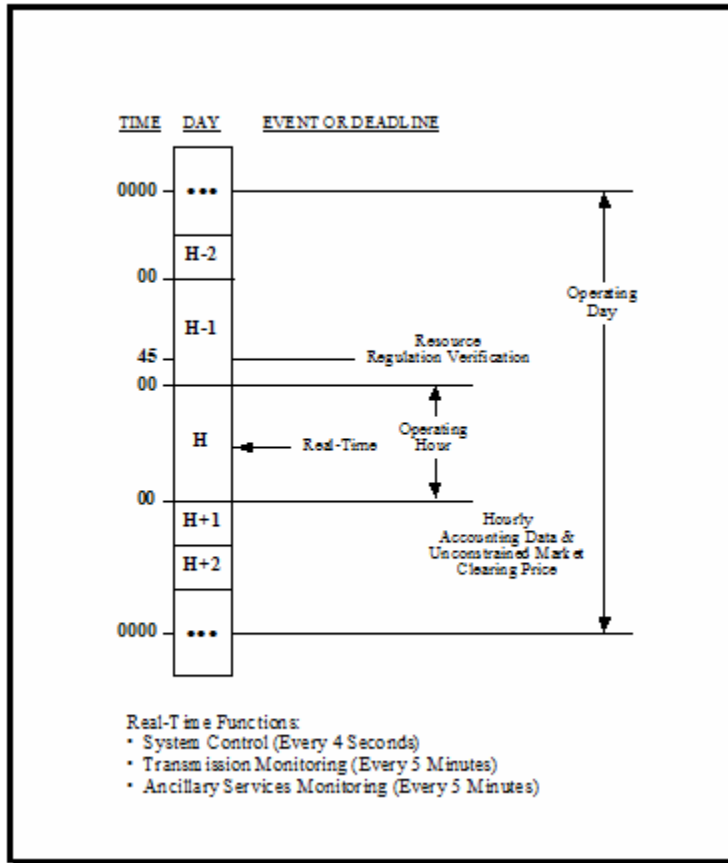 TIME DAY EVENT OR DEADLINE
0000 •••
H-2
00
H-1
Operating
Day
Resource
45 Regulation Verification
00
H Real-Time Operating
Hour
00
H+1 Hourly
Accounting Data &
Unconstrained Market
H+2 Clearing Price
0000 •••
Real-Time Functions:
• System Control (Every 4 Seconds)
• Transmission Monitoring (Every 5 Minutes)
• Ancillary Services Monitoring (Every 5 Minutes)